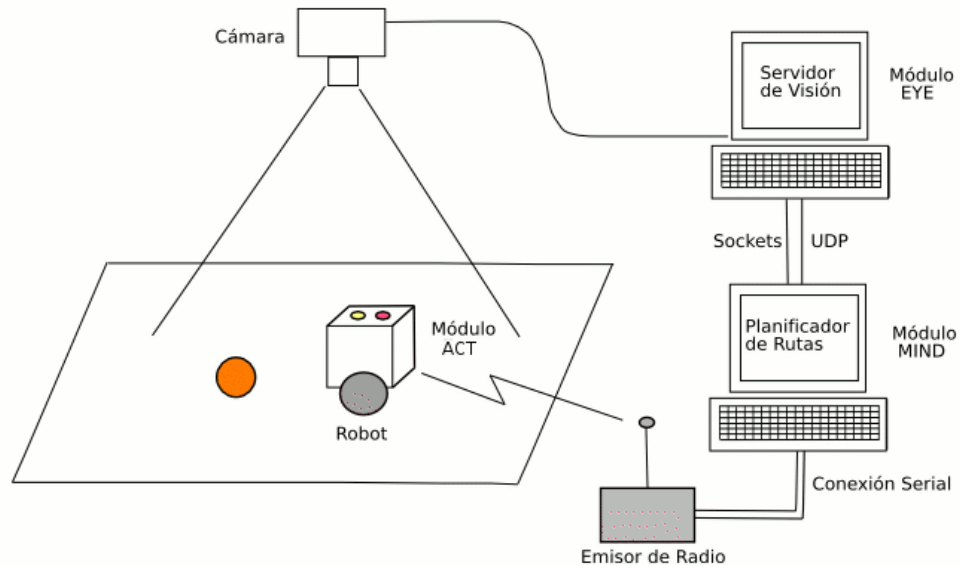 Cámara
Servidor
de Visión
Módulo
EYE
Sockets
UDP
Planificador
de Rutas
Módulo
MIND
Módulo
ACT
Robot
Conexión Serial
Emisor de Radio